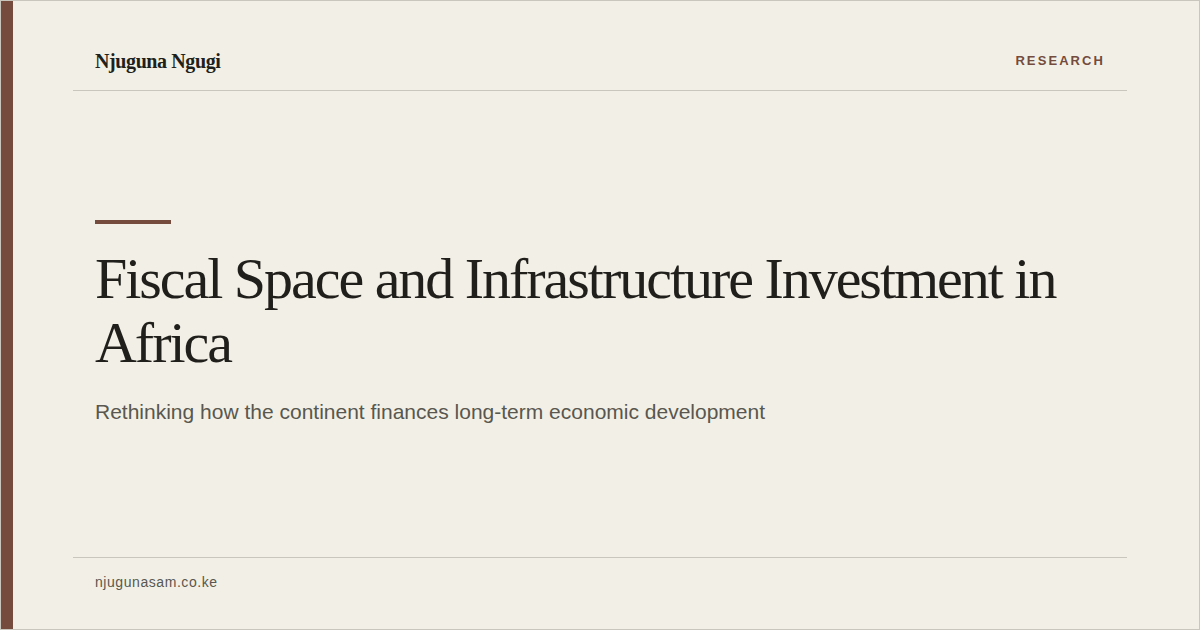 Njuguna Ngugi
RESEARCH
Fiscal Space and Infrastructure Investment in
Africa
Rethinking how the continent finances long-term economic development
njugunasam.co.ke